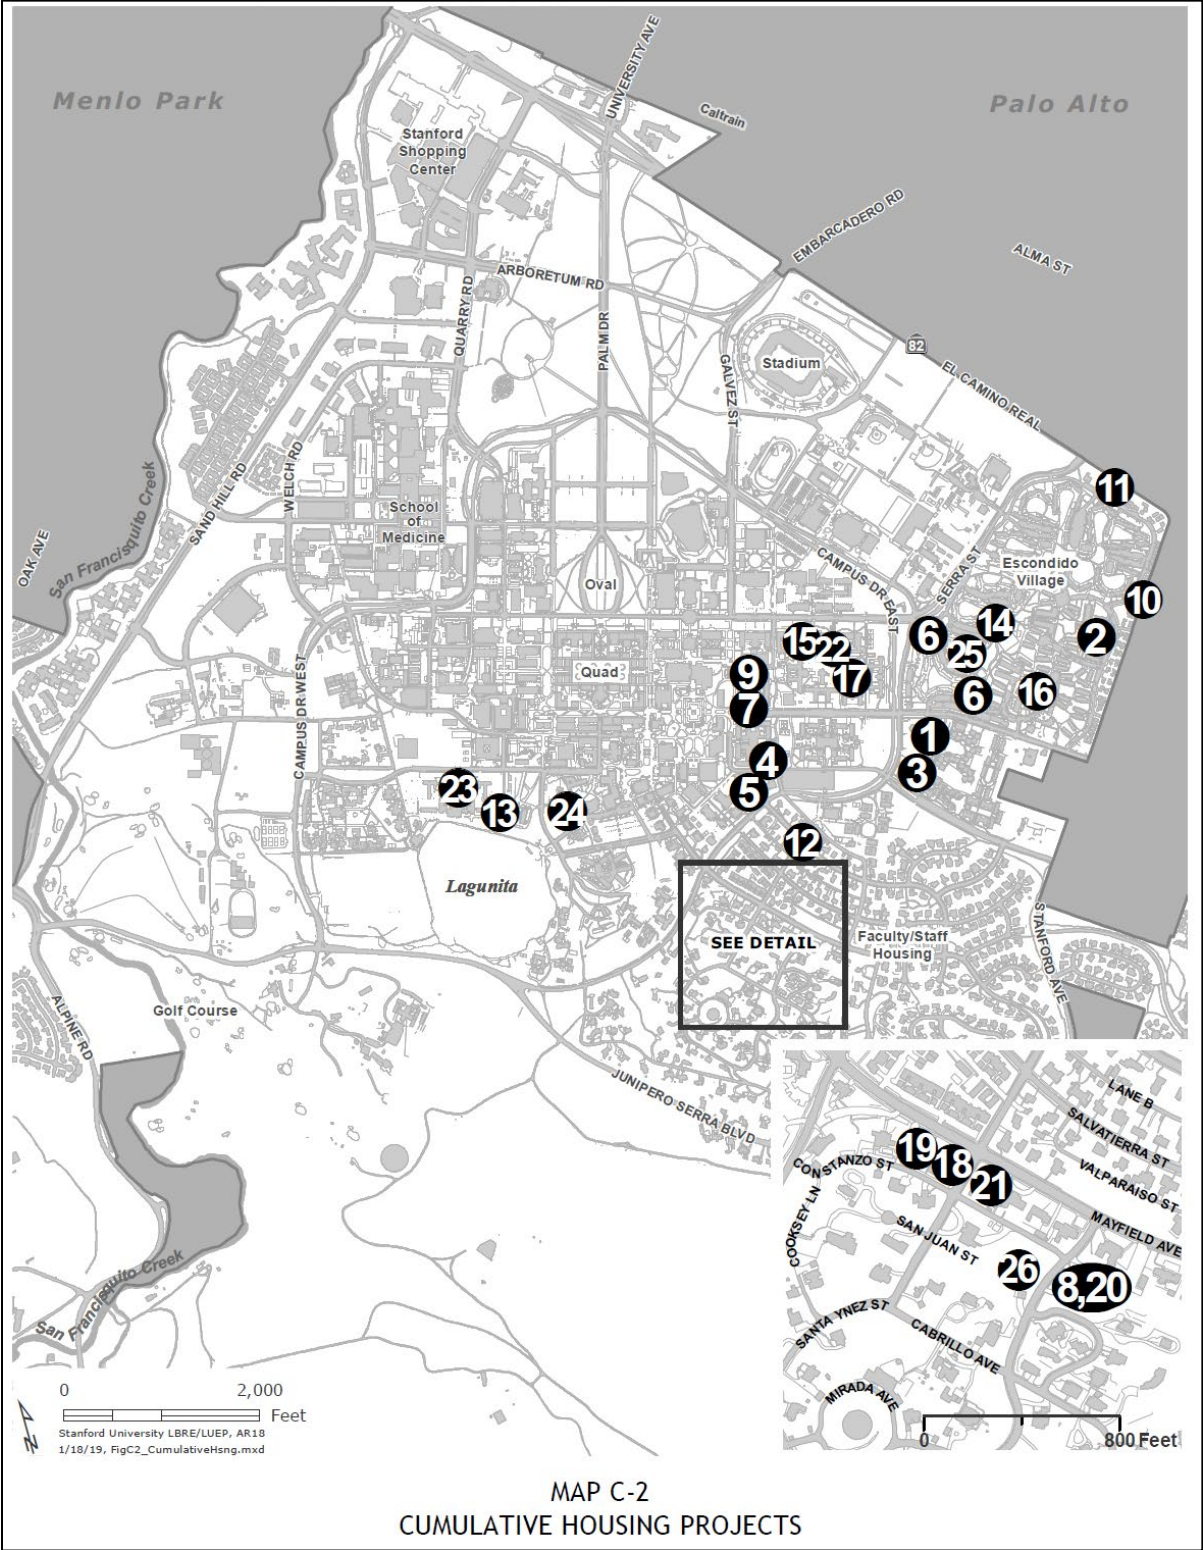 Menlo Park
Palo Alto
UNIVERSITY AVE
Caltrain
Stanford
Shopping
Center
EMBARCADERO RD
ALMA ST
ARBORETUM RD
QUARRY RD
PALM DR
82
GALVEZ ST
Stadium
EL CAMINO REAL
SAND HILL RD
WELCH RD
San Francisquito Creek
OAK AVE
School
of
Medicine
11
CAMPUS DR EAST
SERRA ST
Escondido
Village
Oval
10
14
6
2
15
22
25
9
Quad
17
16
6
7
CAMPUS DR WEST
1
4
3
23
5
13
24
12
Lagunita
SEE DETAIL
Faculty/Staff
Housing
STANFORD AVE
ALPINE RD
Golf Course
JUNIPERO SERRA BLVD
San Francisquito Creek
LANE B
SALVATIERRA ST
VALPARAISO ST
MAYFIELD AVE
19
18
21
CONSTANZO ST
COOKSEY LN
SAN JUAN ST
26
8,20
SANTA YNEZ ST
CABRILLO AVE
MIRADA AVE
0 800 Feet
0 2,000
Feet
N
Stanford University LBRE/LUEP, AR18
1/18/19, FigC2_CumulativeHsng.mxd
MAP C-2
CUMULATIVE HOUSING PROJECTS